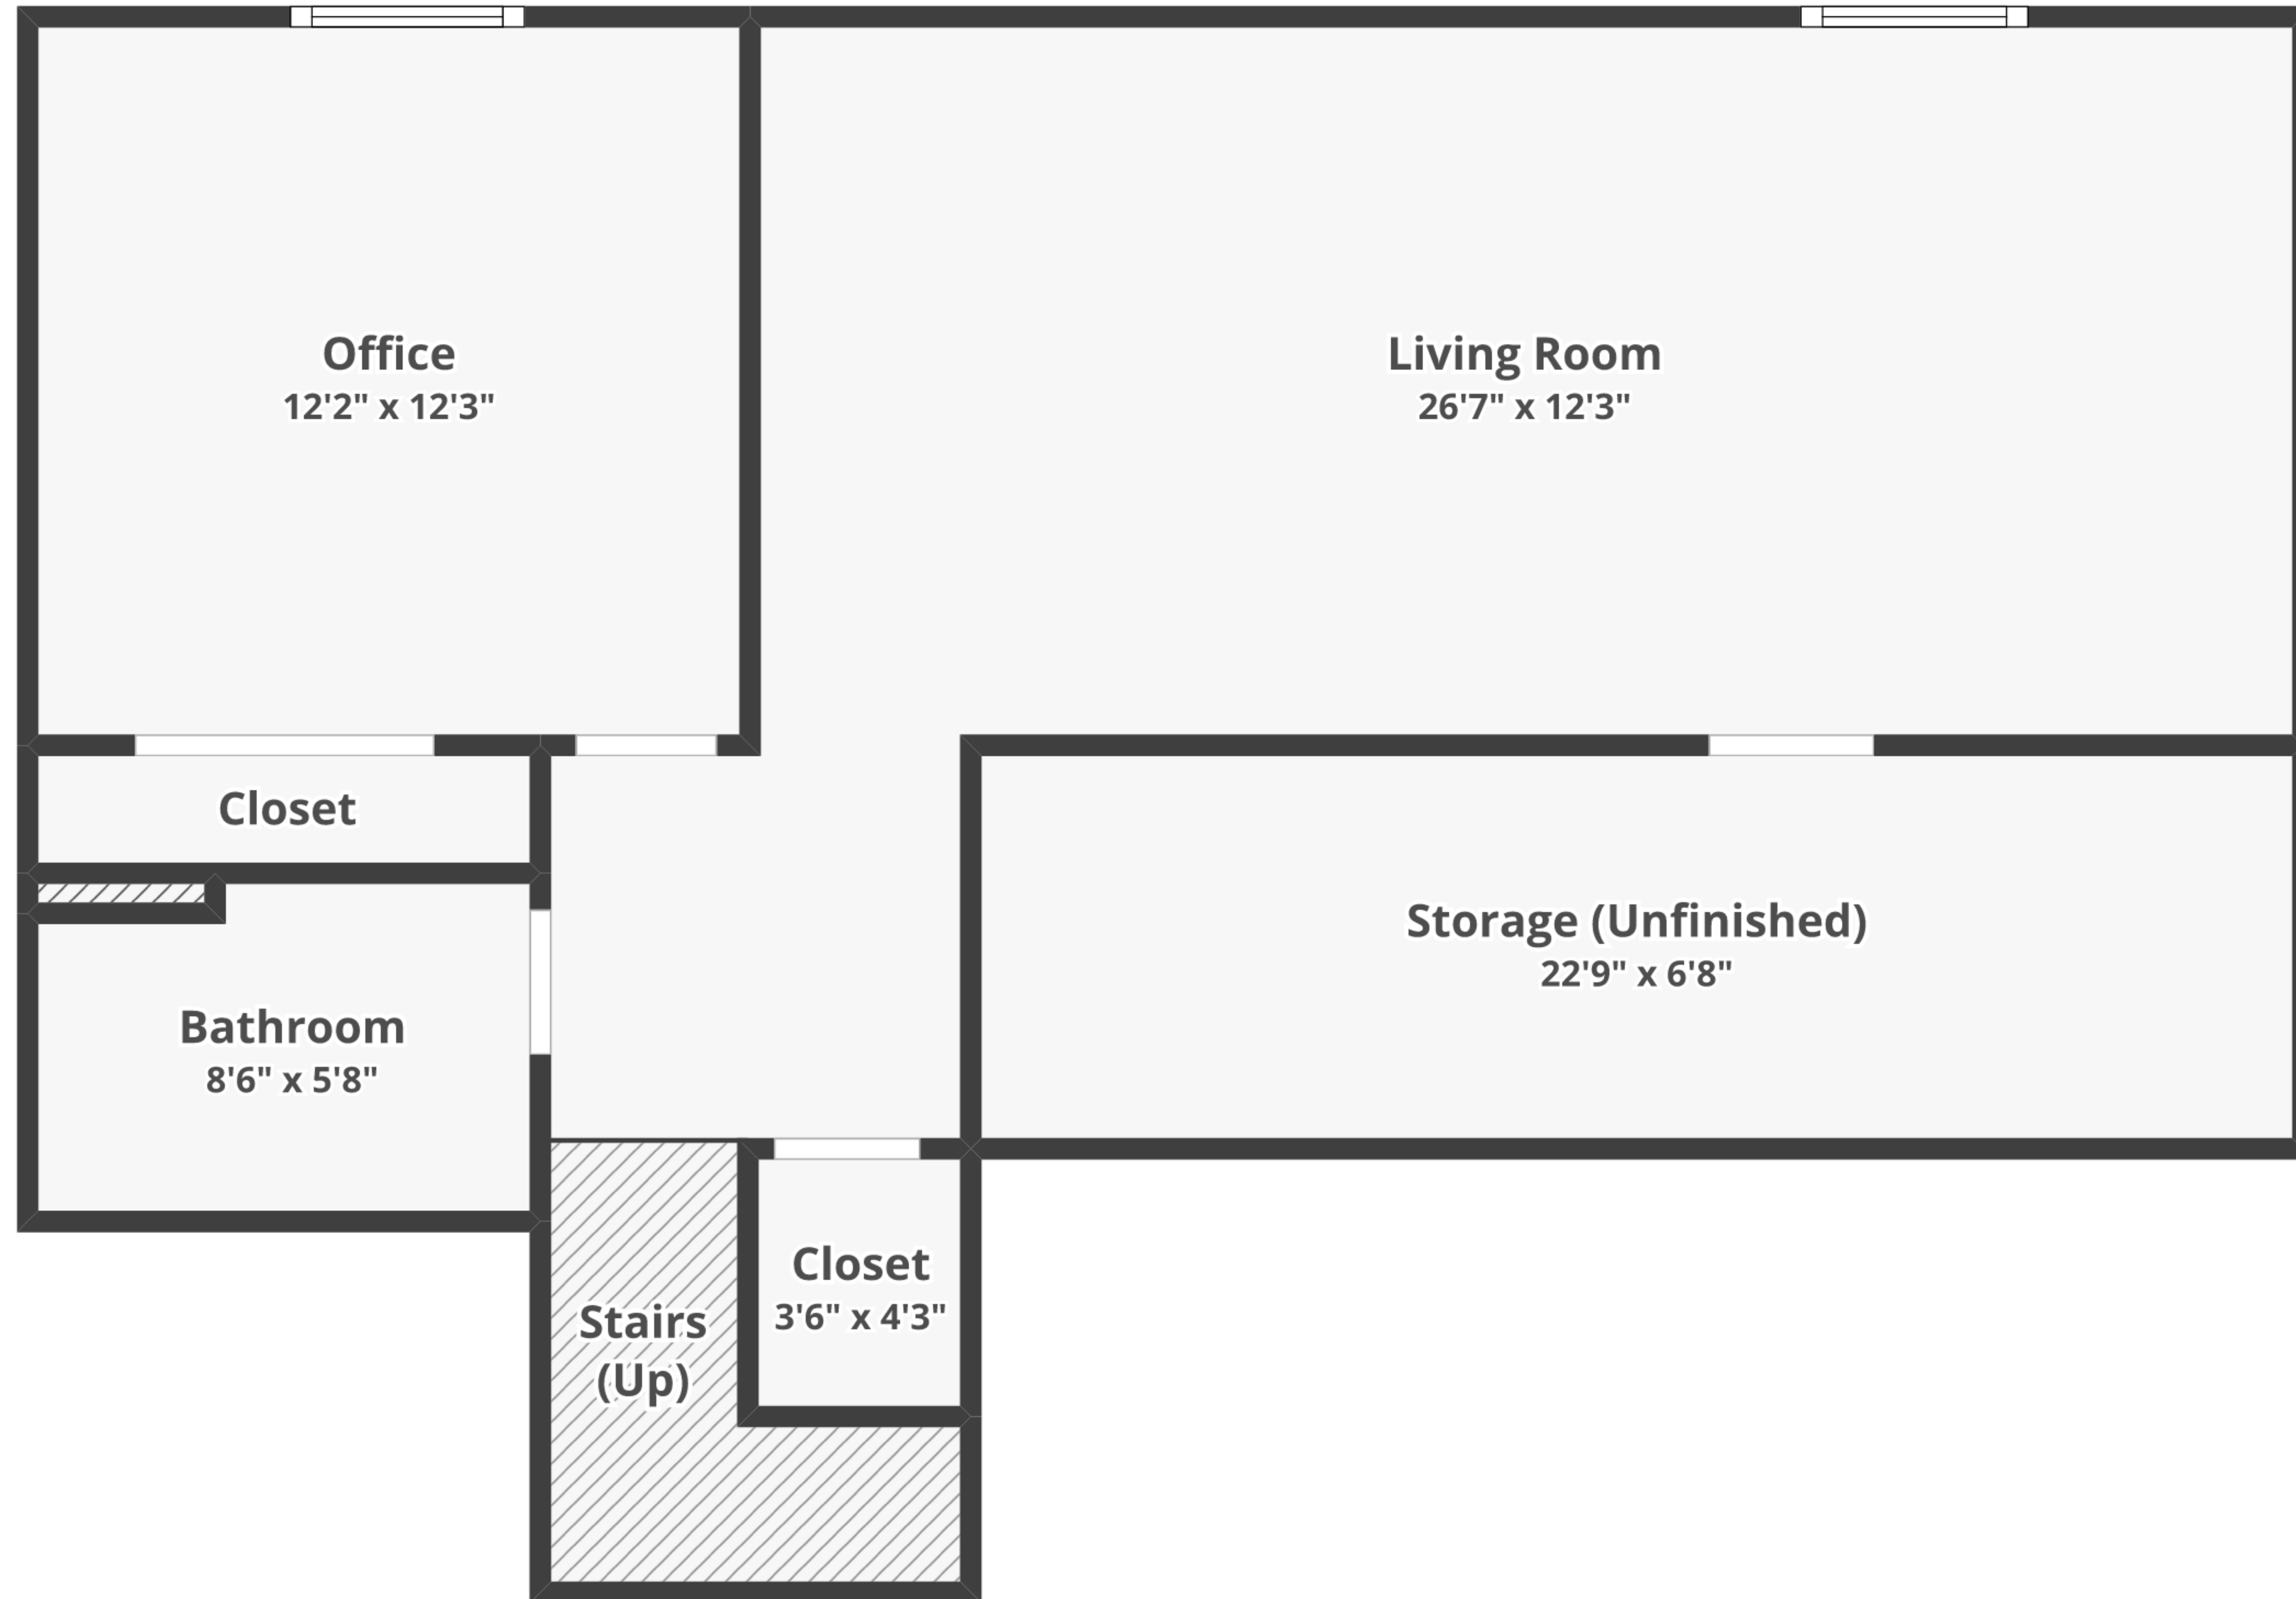 Office
12'2" x 12'3"
Living Room
26'7" x 12'3"
Closet
Storage (Unfinished)
22'9" x 6'8"
Bathroom
8'6" x 5'8"
Closet
3'6" x 4'3"
Stairs
(Up)